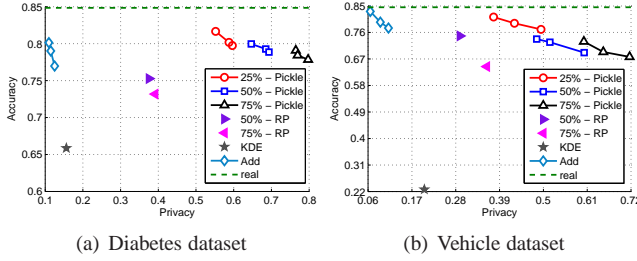 0.85
0.8
0.75
0.7
0.65
0.6
Accuracy
0.1 0.2 0.3 0.4 0.5 0.6 0.7 0.8
Privacy
25% – Pickle
50% – Pickle
75% – Pickle
50% – RP
75% – RP
KDE
Add
real
(a) Diabetes dataset
0.85
0.76
0.67
0.58
0.49
0.4
0.31
0.22
Accuracy
0.06 0.17 0.28 0.39 0.5 0.61 0.72
Privacy
25% – Pickle
50% – Pickle
75% – Pickle
50% – RP
75% – RP
KDE
Add
real
(b) Vehicle dataset